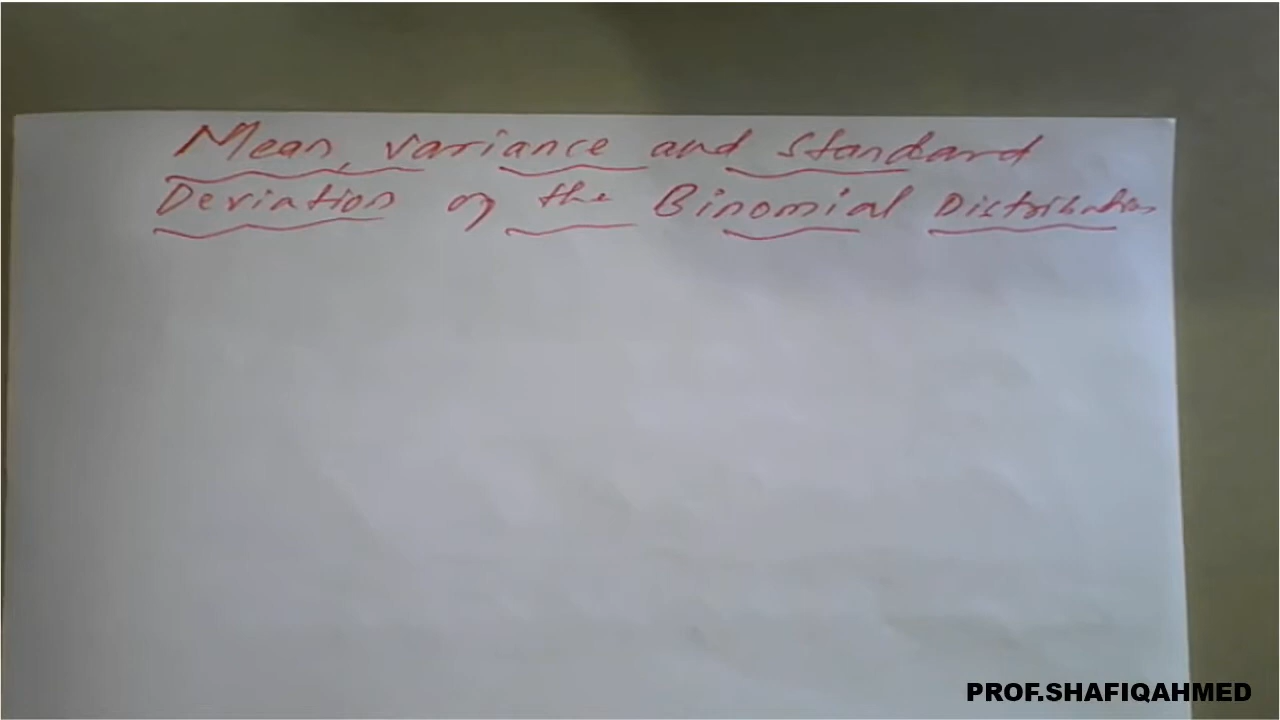 Mean, variance and Standard
Deviation of the Binomial Distribution
PROF.SHAFIQAHMED